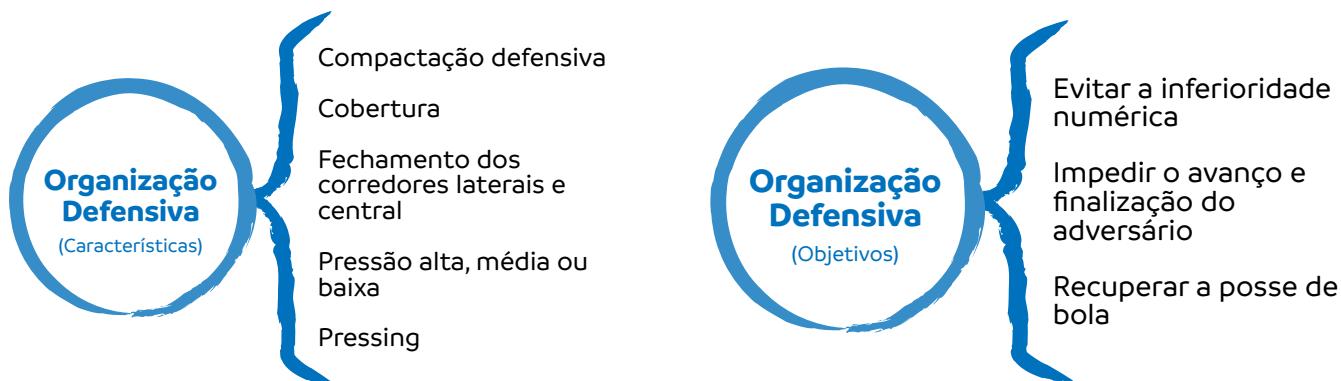 Organização
Defensiva
(Característícas)
Compactação defensiva
Cobertura
Fechamento dos
corredores laterais e
central
Pressão alta, média ou
baixa
Pressing
Organização
Defensiva
(Objetivos)
Evitar a inferioridade
numérica
Impedir o avanço e
finalização do
adversário
Recuperar a posse de
bola